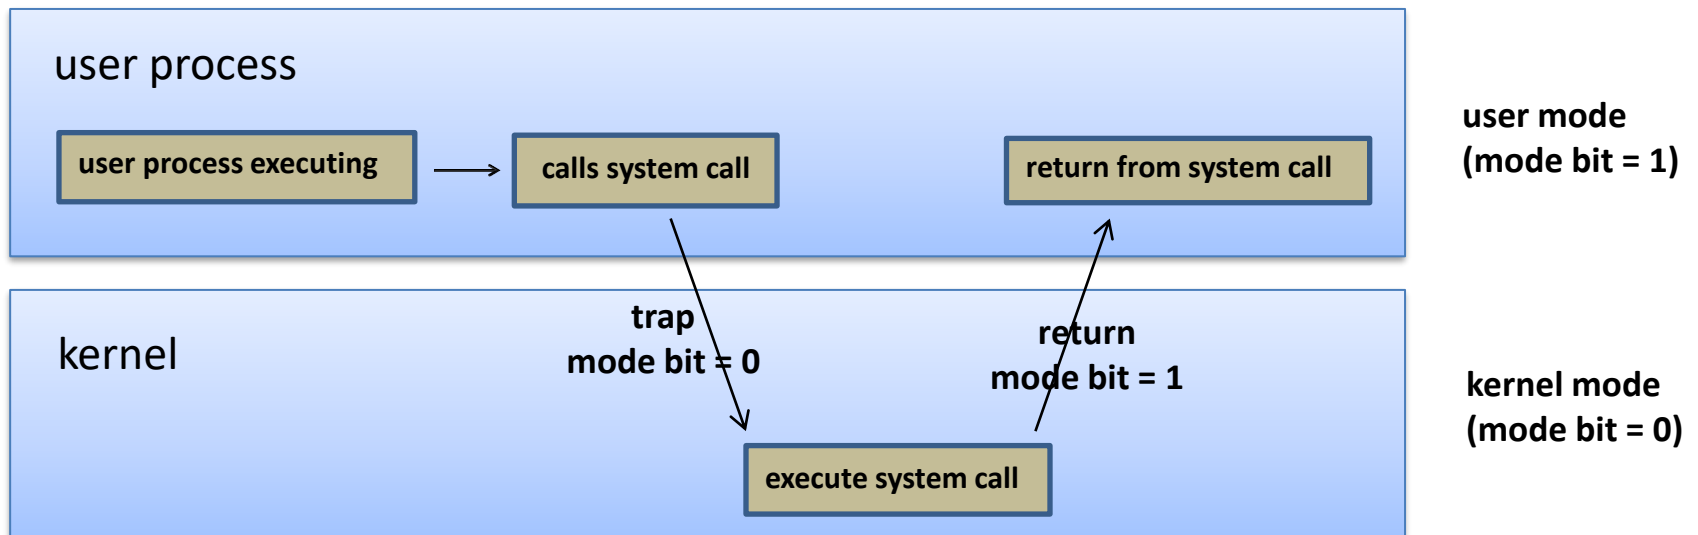 user process
user process executing
calls system call
return from system call
user mode
(mode bit = 1)
kernel
trap
mode bit = 0
return
mode bit = 1
kernel mode
(mode bit = 0)
execute system call